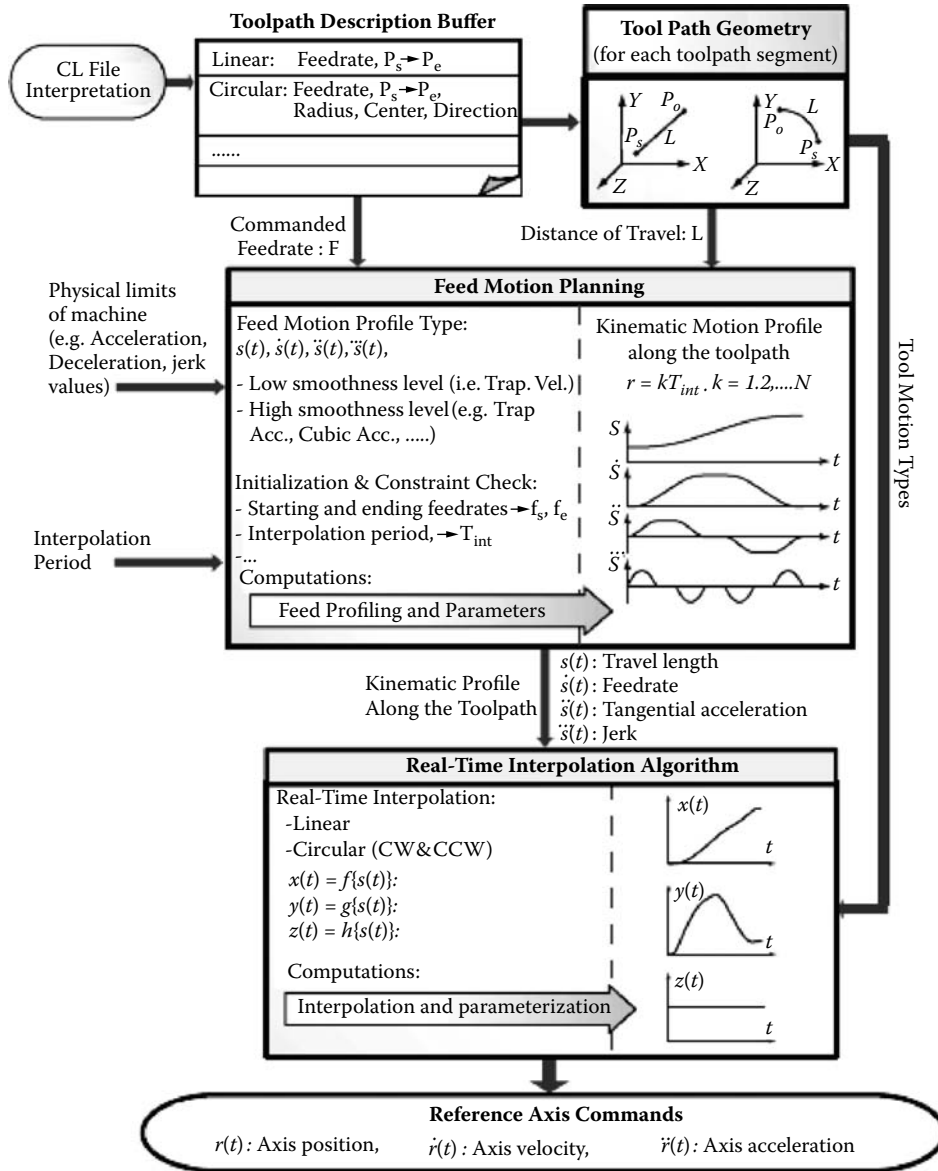 Toolpath Description Buffer
CL File
Interpretation
Linear: Feedrate, Pₛ→Pₑ
Circular: Feedrate, Pₛ→Pₑ,
Radius, Center, Direction
......
Tool Path Geometry
(for each toolpath segment)
Y
Pₒ
Pₛ
L
X
Z
Y
L
Pₒ
Pₛ
X
Z
Commanded
Feedrate : F
Distance of Travel: L
Tool Motion Types
Physical limits
of machine
(e.g. Acceleration,
Deceleration, jerk
values)
Interpolation
Period
Feed Motion Planning
Feed Motion Profile Type:
s(t), ṡ(t), s̈(t), s⃛(t),
- Low smoothness level (i.e. Trap. Vel.)
- High smoothness level (e.g. Trap
Acc., Cubic Acc., .....)
Initialization & Constraint Check:
- Starting and ending feedrates→fₛ, fₑ
- Interpolation period,→T_int
-...
Computations:
Feed Profiling and Parameters
Kinematic Motion Profile
along the toolpath
r = kT_int . k = 1.2,....N
S
t
Ṡ
t
S̈
t
S⃛
t
Kinematic Profile
Along the Toolpath
s(t) : Travel length
ṡ(t) : Feedrate
s̈(t) : Tangential acceleration
s⃛(t) : Jerk
Real-Time Interpolation Algorithm
Real-Time Interpolation:
-Linear
-Circular (CW&CCW)
x(t) = f{s(t)}:
y(t) = g{s(t)}:
z(t) = h{s(t)}:
Computations:
Interpolation and parameterization
x(t)
t
y(t)
t
z(t)
t
Reference Axis Commands
r(t) : Axis position, ṙ(t) : Axis velocity, r̈(t) : Axis acceleration